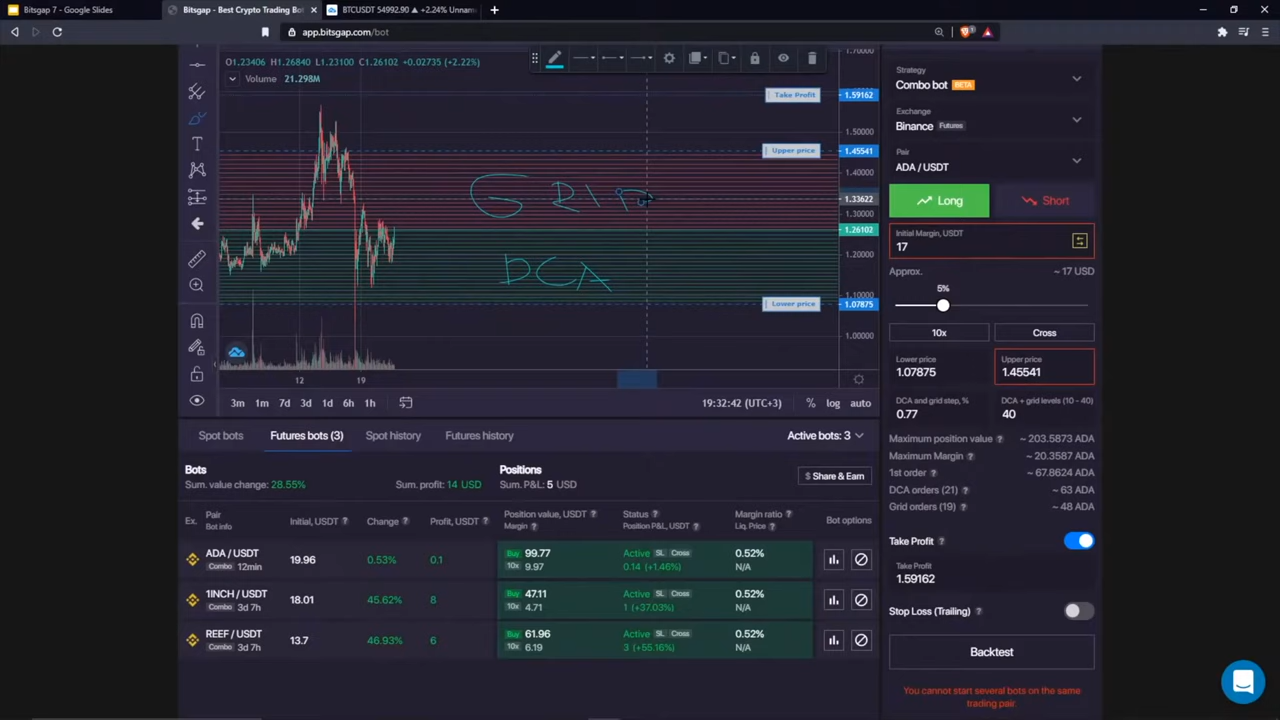 Bitsgap 7 - Google Slides
Bitsgap - Best Crypto Trading Bot
BTCUSDT 54992.90 ▲ +2.24% Unnam
app.bitsgap.com/bot
O1.23406 H1.26840 L1.23100 C1.26102 +0.02735 (+2.22%)
Volume 21.298M
Take Profit 1.59162
1.50000
Upper price 1.45541
1.40000
1.33622
1.30000
1.26102
1.20000
1.10000
Lower price 1.07875
1.00000
GRID
DCA
12 19
3m 1m 7d 3d 1d 6h 1h
19:32:42 (UTC+3) % log auto
Strategy
Combo bot BETA
Exchange
Binance Futures
Pair
ADA / USDT
Long Short
Initial Margin, USDT
17
Approx. ~ 17 USD
5%
10x Cross
Lower price Upper price
1.07875 1.45541
DCA and grid step, % DCA + grid levels (10 - 40)
0.77 40
Maximum position value ? ~ 203.5873 ADA
Maximum Margin ? ~ 20.3587 ADA
1st order ? ~ 67.8624 ADA
DCA orders (21) ? ~ 63 ADA
Grid orders (19) ? ~ 48 ADA
Take Profit ?
Take Profit
1.59162
Stop Loss (Trailing) ?
Backtest
You cannot start several bots on the same
trading pair.
Spot bots Futures bots (3) Spot history Futures history Active bots: 3
Bots Positions
Sum. value change: 28.55% Sum. profit: 14 USD Sum. P&L: 5 USD $ Share & Earn
Ex. Pair Initial, USDT ? Change ? Profit, USDT ? Position value, USDT ? Status ? Margin ratio ? Bot options
Bot info Margin ? Position P&L, USDT ? Liq. Price ?
ADA / USDT 19.96 0.53% 0.1 Buy 99.77 Active SL Cross 0.52%
Combo 12min 10x 9.97 0.14 (+1.46%) N/A
1INCH / USDT 18.01 45.62% 8 Buy 47.11 Active SL Cross 0.52%
Combo 3d 7h 10x 4.71 1 (+37.03%) N/A
REEF / USDT 13.7 46.93% 6 Buy 61.96 Active SL Cross 0.52%
Combo 3d 7h 10x 6.19 3 (+55.16%) N/A